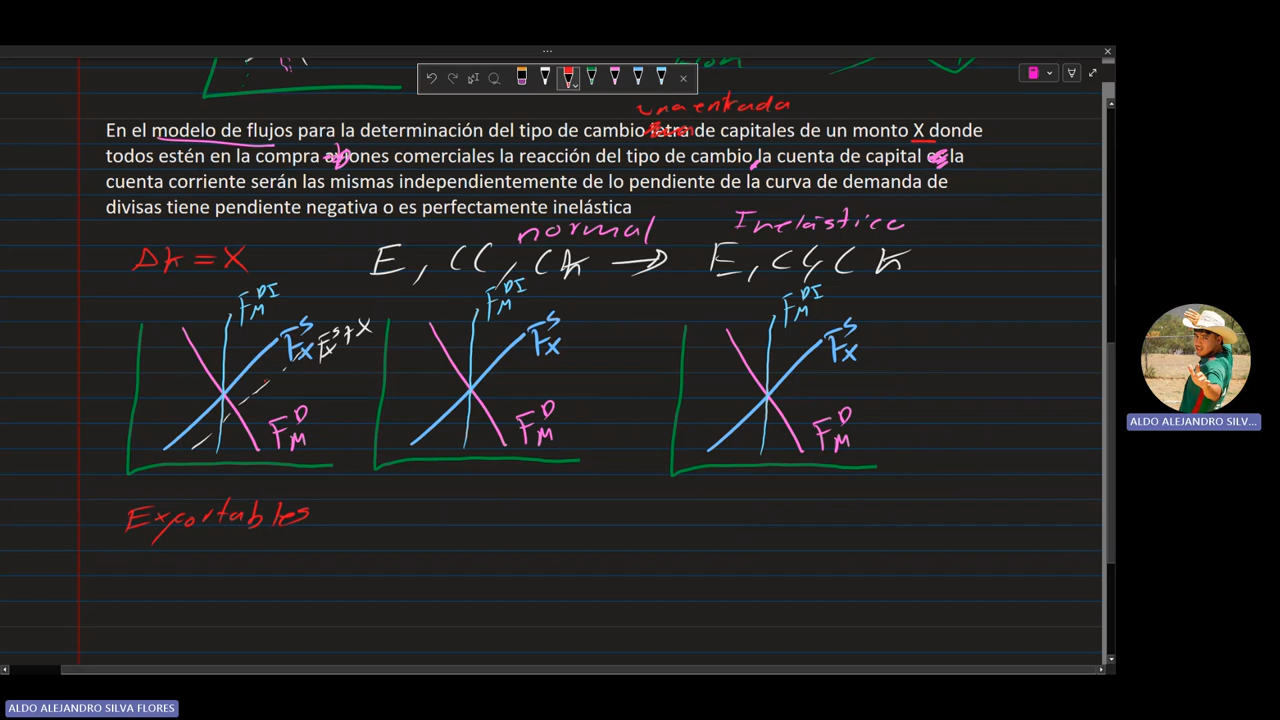 una entrada
En el modelo de flujos para la determinación del tipo de cambio letra de capitales de un monto X donde
todos estén en la compra iones comerciales la reacción del tipo de cambio, la cuenta de capital es la
cuenta corriente serán las mismas independientemente de lo pendiente de la curva de demanda de
divisas tiene pendiente negativa o es perfectamente inelástica
normal Inelástica
Δk = X E, CC, CK → E, CC, CK
F_M^DI F_M^DI F_M^DI
F_X^S F_X^S + X F_X^S F_X^S
F_M^D F_M^D F_M^D
Exportables
ALDO ALEJANDRO SILV...
ALDO ALEJANDRO SILVA FLORES